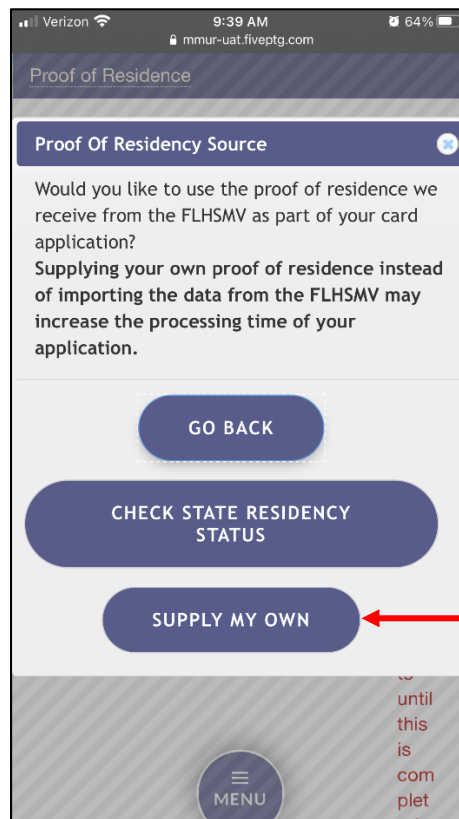 Verizon 9:39 AM 64%
mmur-uat.fiveptg.com
Proof of Residence
Proof Of Residency Source
Would you like to use the proof of residence we
receive from the FLHSMV as part of your card
application?
Supplying your own proof of residence instead
of importing the data from the FLHSMV may
increase the processing time of your
application.
GO BACK
CHECK STATE RESIDENCY
STATUS
SUPPLY MY OWN
until
this
is
com
plet
MENU